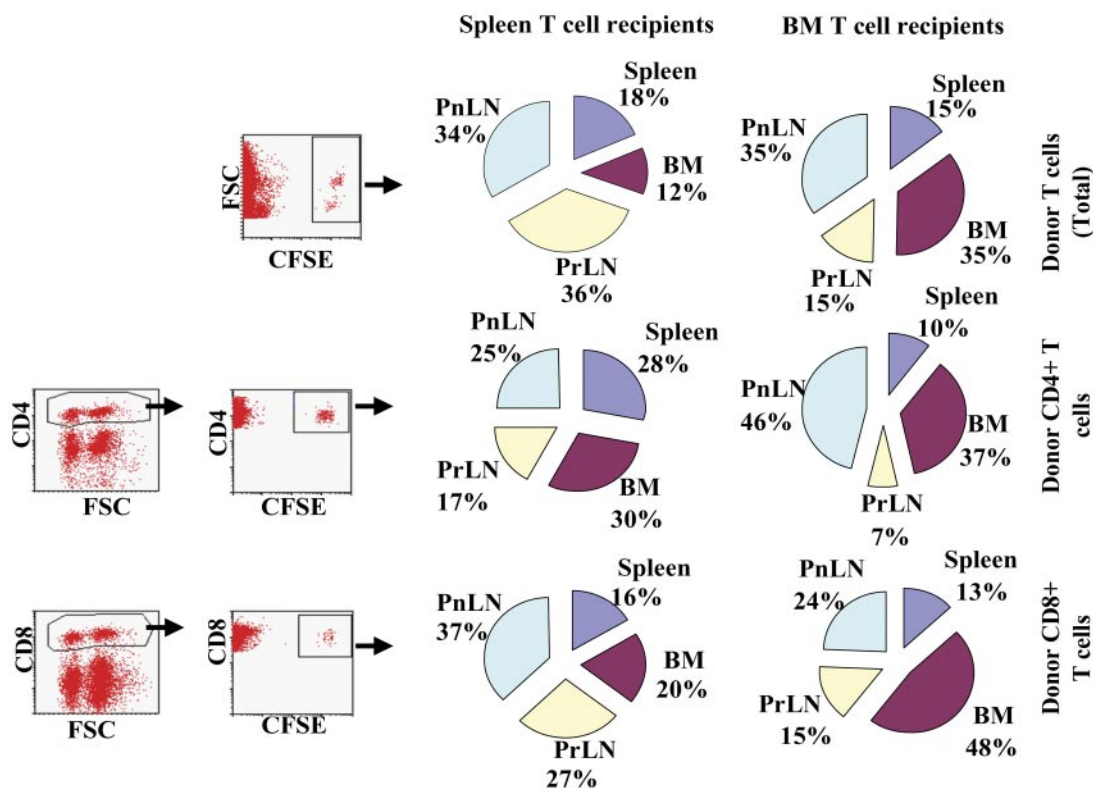 Spleen T cell recipients
BM T cell recipients
FSC
CFSE
PnLN
34%
Spleen
18%
BM
12%
PrLN
36%
PnLN
35%
Spleen
15%
BM
35%
PrLN
15%
Donor T cells
(Total)
CD4
FSC
CD4
CFSE
PnLN
25%
Spleen
28%
PrLN
17%
BM
30%
Spleen
10%
PnLN
46%
BM
37%
PrLN
7%
Donor CD4+ T
cells
CD8
FSC
CD8
CFSE
PnLN
37%
Spleen
16%
BM
20%
PrLN
27%
PnLN
24%
Spleen
13%
PrLN
15%
BM
48%
Donor CD8+
T cells